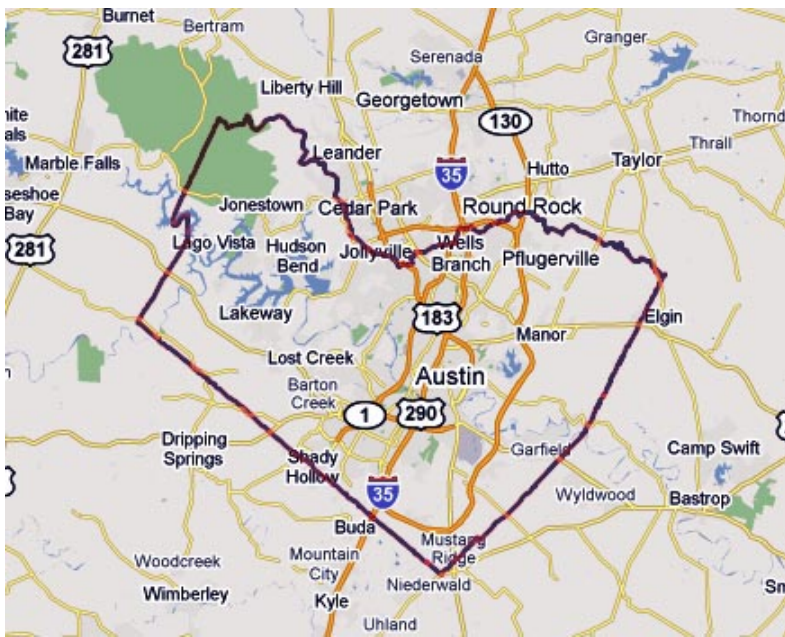 Burnet
Bertram
Granger
281
Serenada
Liberty Hill
Georgetown
130
Thornd
Marble Falls
Leander
Thrall
Taylor
Hutto
35
seshoe
Bay
Jonestown
Cedar Park
Round Rock
281
Lago Vista
Hudson
Bend
Jollyville
Wells
Branch
Pflugerville
Lakeway
183
Elgin
Manor
Lost Creek
Austin
Barton
Creek
1
290
Dripping
Springs
Shady
Hollow
Garfield
Camp Swift
35
Wyldwood
Bastrop
Buda
Mustang
Ridge
Woodcreek
Mountain
City
Niederwald
Wimberley
Kyle
Sm
Uhland